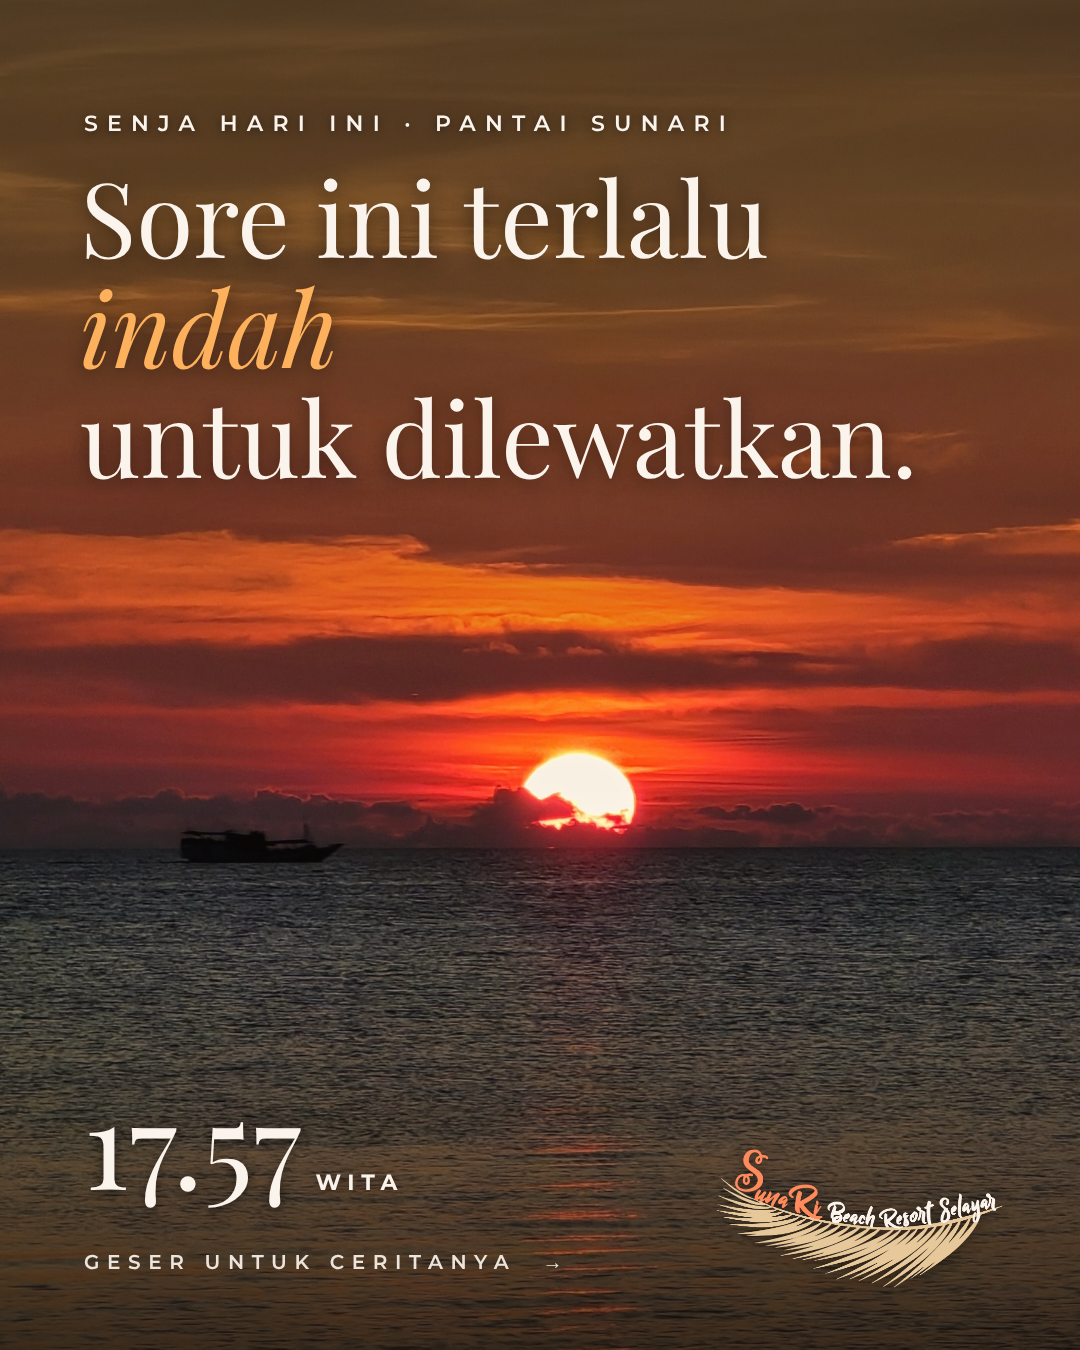 SENJA HARI INI · PANTAI SUNARI
Sore ini terlalu
indah
untuk dilewatkan.
17.57 WITA
GESER UNTUK CERITANYA →
SunaRi Beach Resort Selayar